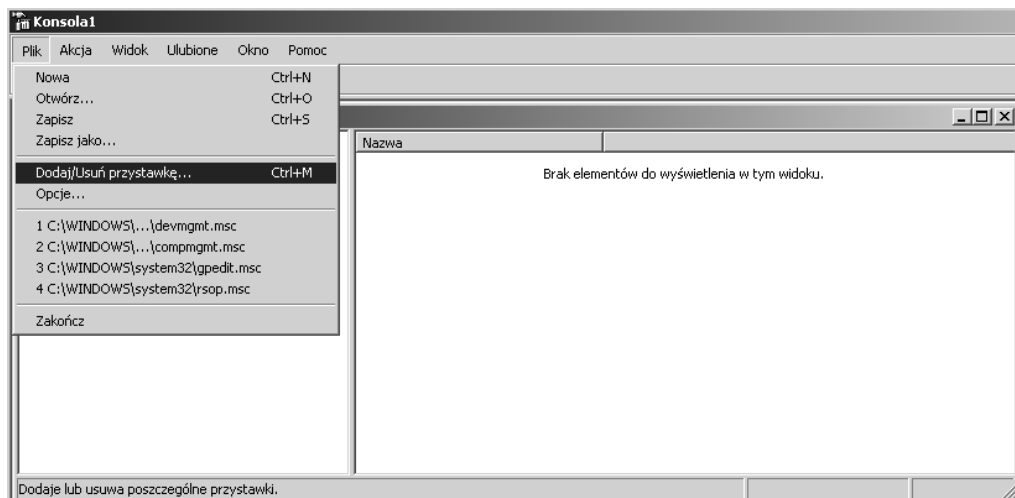 Konsola1
Plik Akcja Widok Ulubione Okno Pomoc
Nowa Ctrl+N
Otwórz... Ctrl+O
Zapisz Ctrl+S
Zapisz jako...
Dodaj/Usuń przystawkę... Ctrl+M
Opcje...
1 C:\WINDOWS\...\devmgmt.msc
2 C:\WINDOWS\...\compmgmt.msc
3 C:\WINDOWS\system32\gpedit.msc
4 C:\WINDOWS\system32\rsop.msc
Zakończ
Nazwa
Brak elementów do wyświetlenia w tym widoku.
Dodaje lub usuwa poszczególne przystawki.